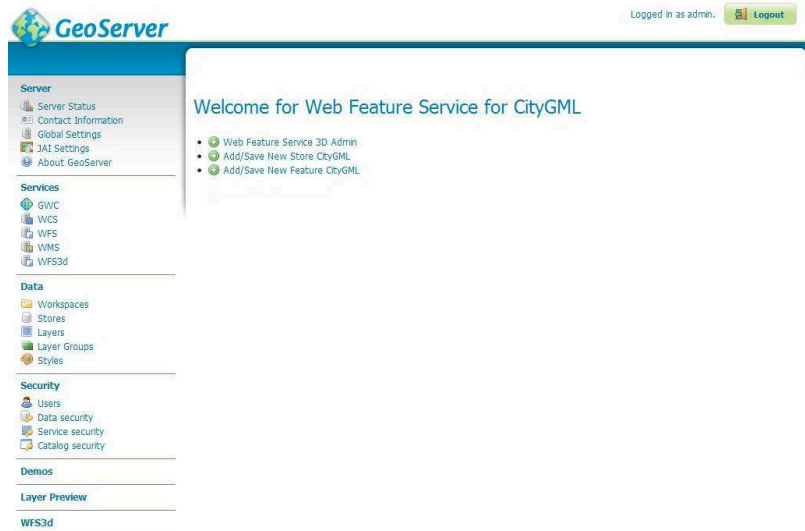 GeoServer
Logged in as admin.
Logout
Server
Server Status
Contact Information
Global Settings
JAI Settings
About GeoServer
Services
GWC
WCS
WFS
WMS
WFS3d
Data
Workspaces
Stores
Layers
Layer Groups
Styles
Security
Users
Data security
Service security
Catalog security
Demos
Layer Preview
WFS3d
Welcome for Web Feature Service for CityGML
Web Feature Service 3D Admin
Add/Save New Store CityGML
Add/Save New Feature CityGML